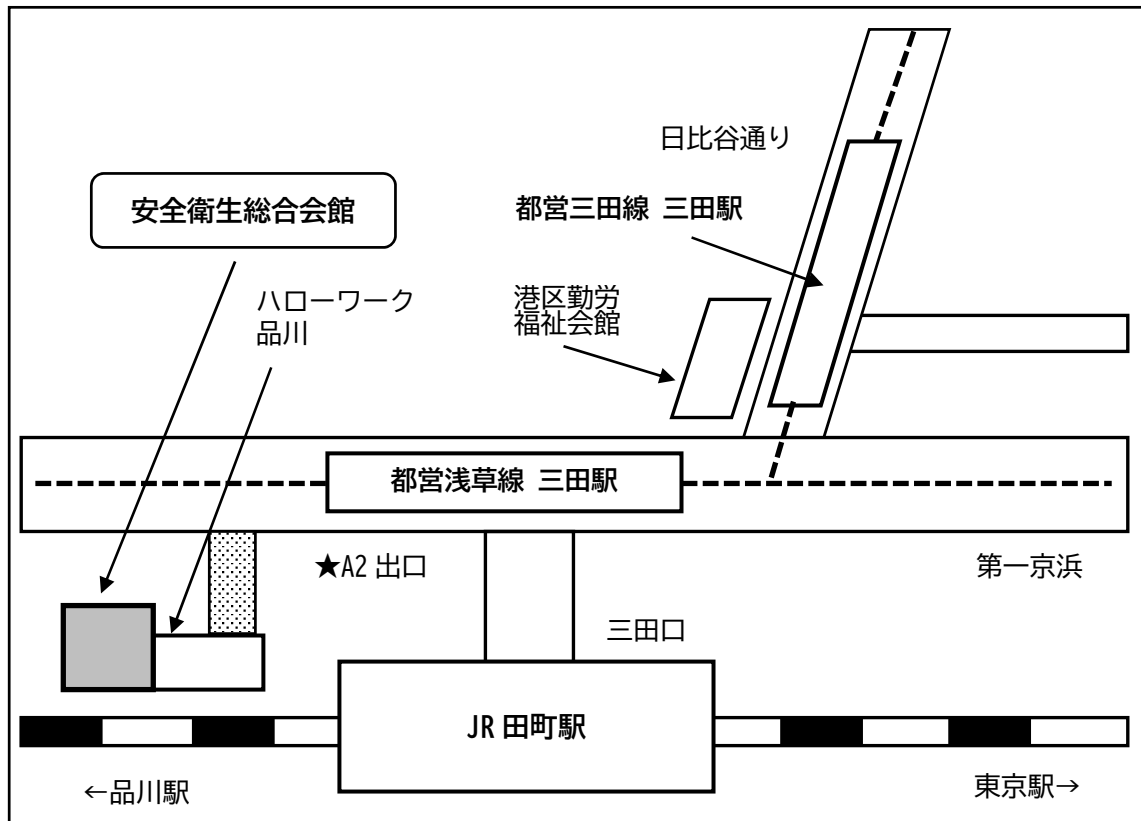 日比谷通り
安全衛生総合会館
都営三田線 三田駅
ハローワーク
品川
港区勤労
福祉会館
都営浅草線 三田駅
★A2 出口
第一京浜
三田口
JR 田町駅
←品川駅
東京駅→